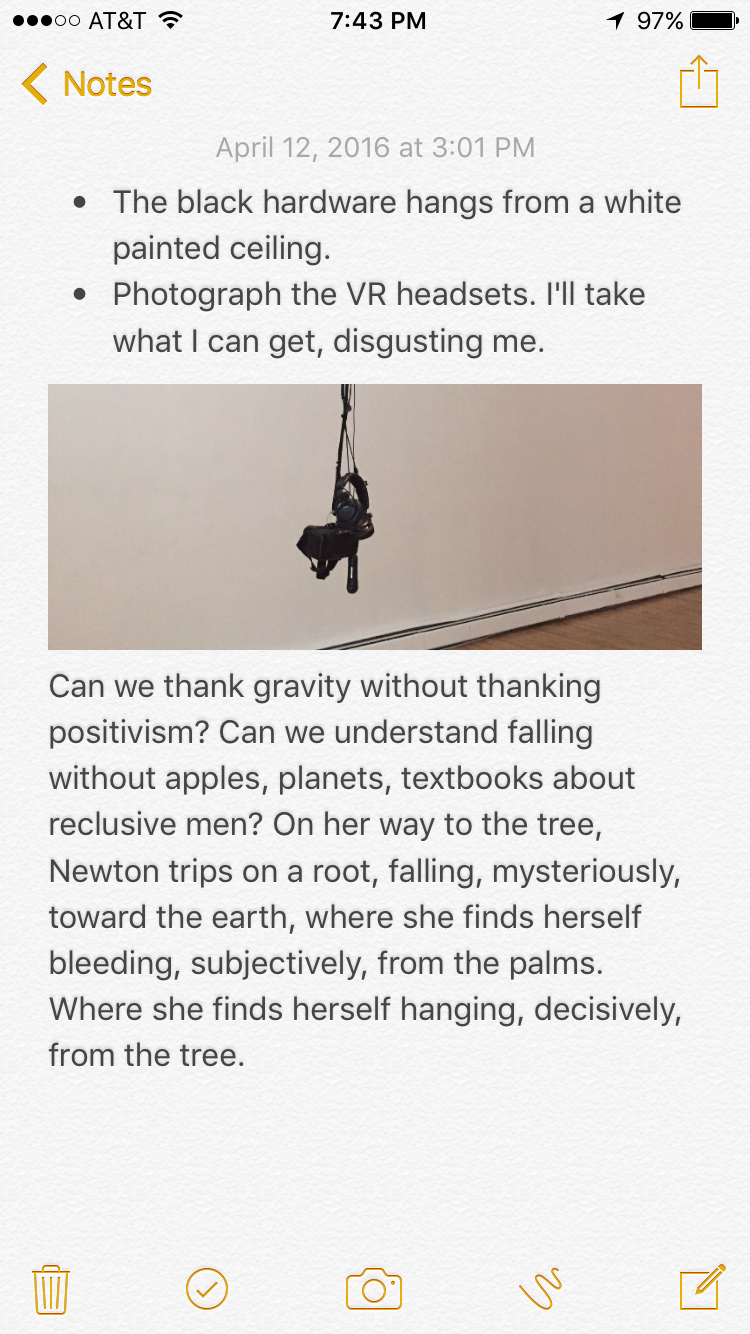 AT&T 7:43 PM 97%
Notes
April 12, 2016 at 3:01 PM
• The black hardware hangs from a white
painted ceiling.
• Photograph the VR headsets. I'll take
what I can get, disgusting me.
Can we thank gravity without thanking
positivism? Can we understand falling
without apples, planets, textbooks about
reclusive men? On her way to the tree,
Newton trips on a root, falling, mysteriously,
toward the earth, where she finds herself
bleeding, subjectively, from the palms.
Where she finds herself hanging, decisively,
from the tree.